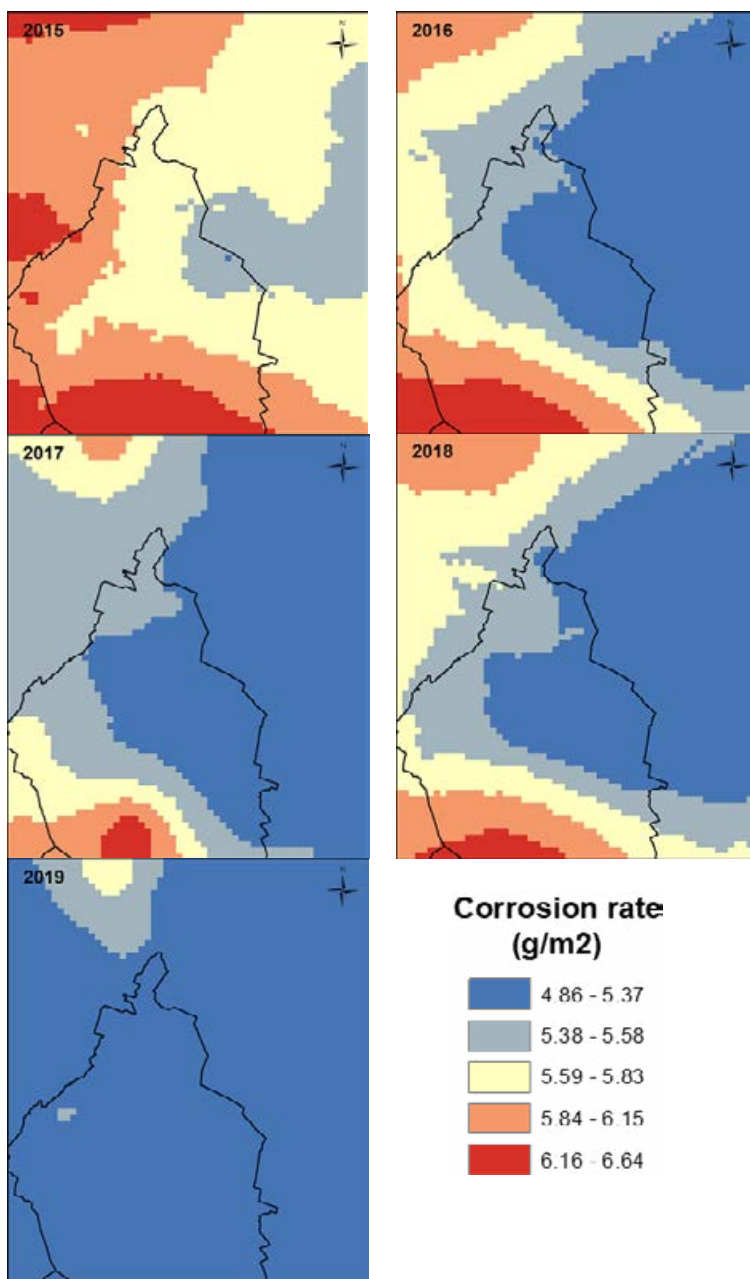 2015
N
2016
N
2017
N
2018
N
2019
N
Corrosion rate
(g/m2)
4.86 - 5.37
5.38 - 5.58
5.59 - 5.83
5.84 - 6.15
6.16 - 6.64